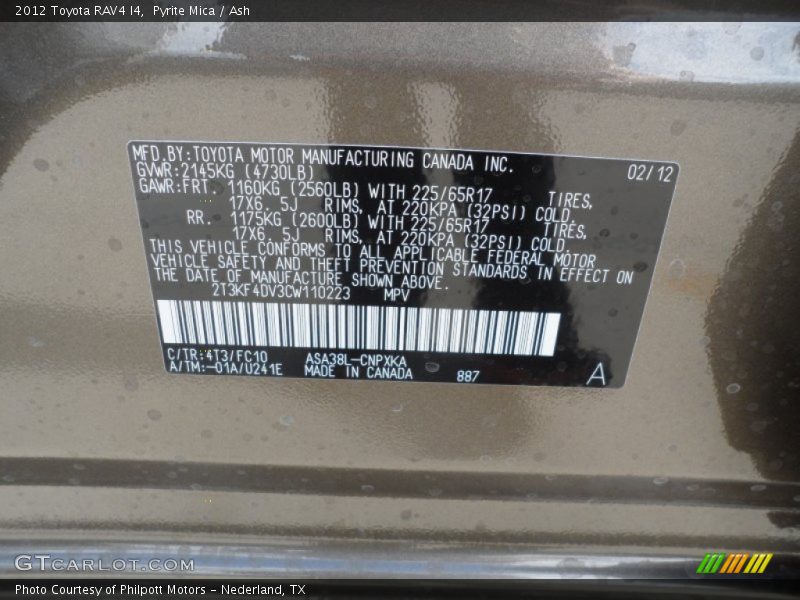 2012 Toyota RAV4 I4, Pyrite Mica / Ash
MFD.BY:TOYOTA MOTOR MANUFACTURING CANADA INC.
GVWR:2145KG (4730LB) 02/12
GAWR:FRT. 1160KG (2560LB) WITH 225/65R17 TIRES,
17X6. 5J RIMS, AT 220KPA (32PSI) COLD.
RR. 1175KG (2600LB) WITH 225/65R17 TIRES,
17X6. 5J RIMS, AT 220KPA (32PSI) COLD
THIS VEHICLE CONFORMS TO ALL APPLICABLE FEDERAL MOTOR
VEHICLE SAFETY AND THEFT PREVENTION STANDARDS IN EFFECT ON
THE DATE OF MANUFACTURE SHOWN ABOVE.
2T3KF4DV3CW110223 MPV
C/TR:4T3/FC10 ASA38L-CNPXKA
A/TM:-01A/U241E MADE IN CANADA 887 A
GTCARLOT.COM
Photo Courtesy of Philpott Motors - Nederland, TX